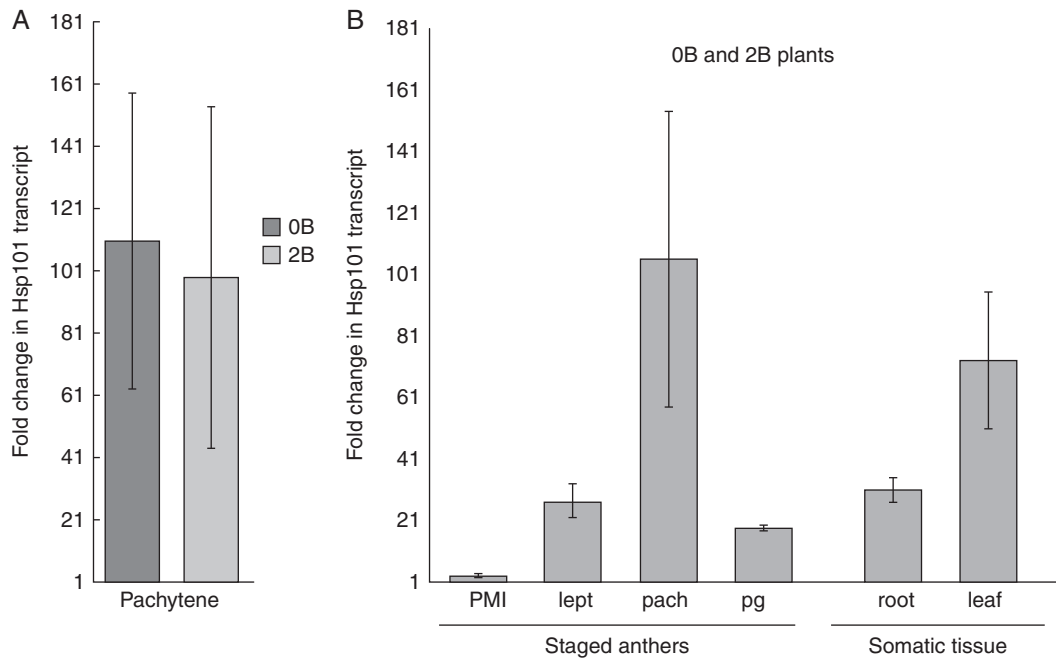 A
Fold change in Hsp101 transcript
181
161
141
121
101
81
61
41
21
1
Pachytene
0B
2B
B
Fold change in Hsp101 transcript
181
161
141
121
101
81
61
41
21
1
0B and 2B plants
PMI lept pach pg root leaf
Staged anthers Somatic tissue